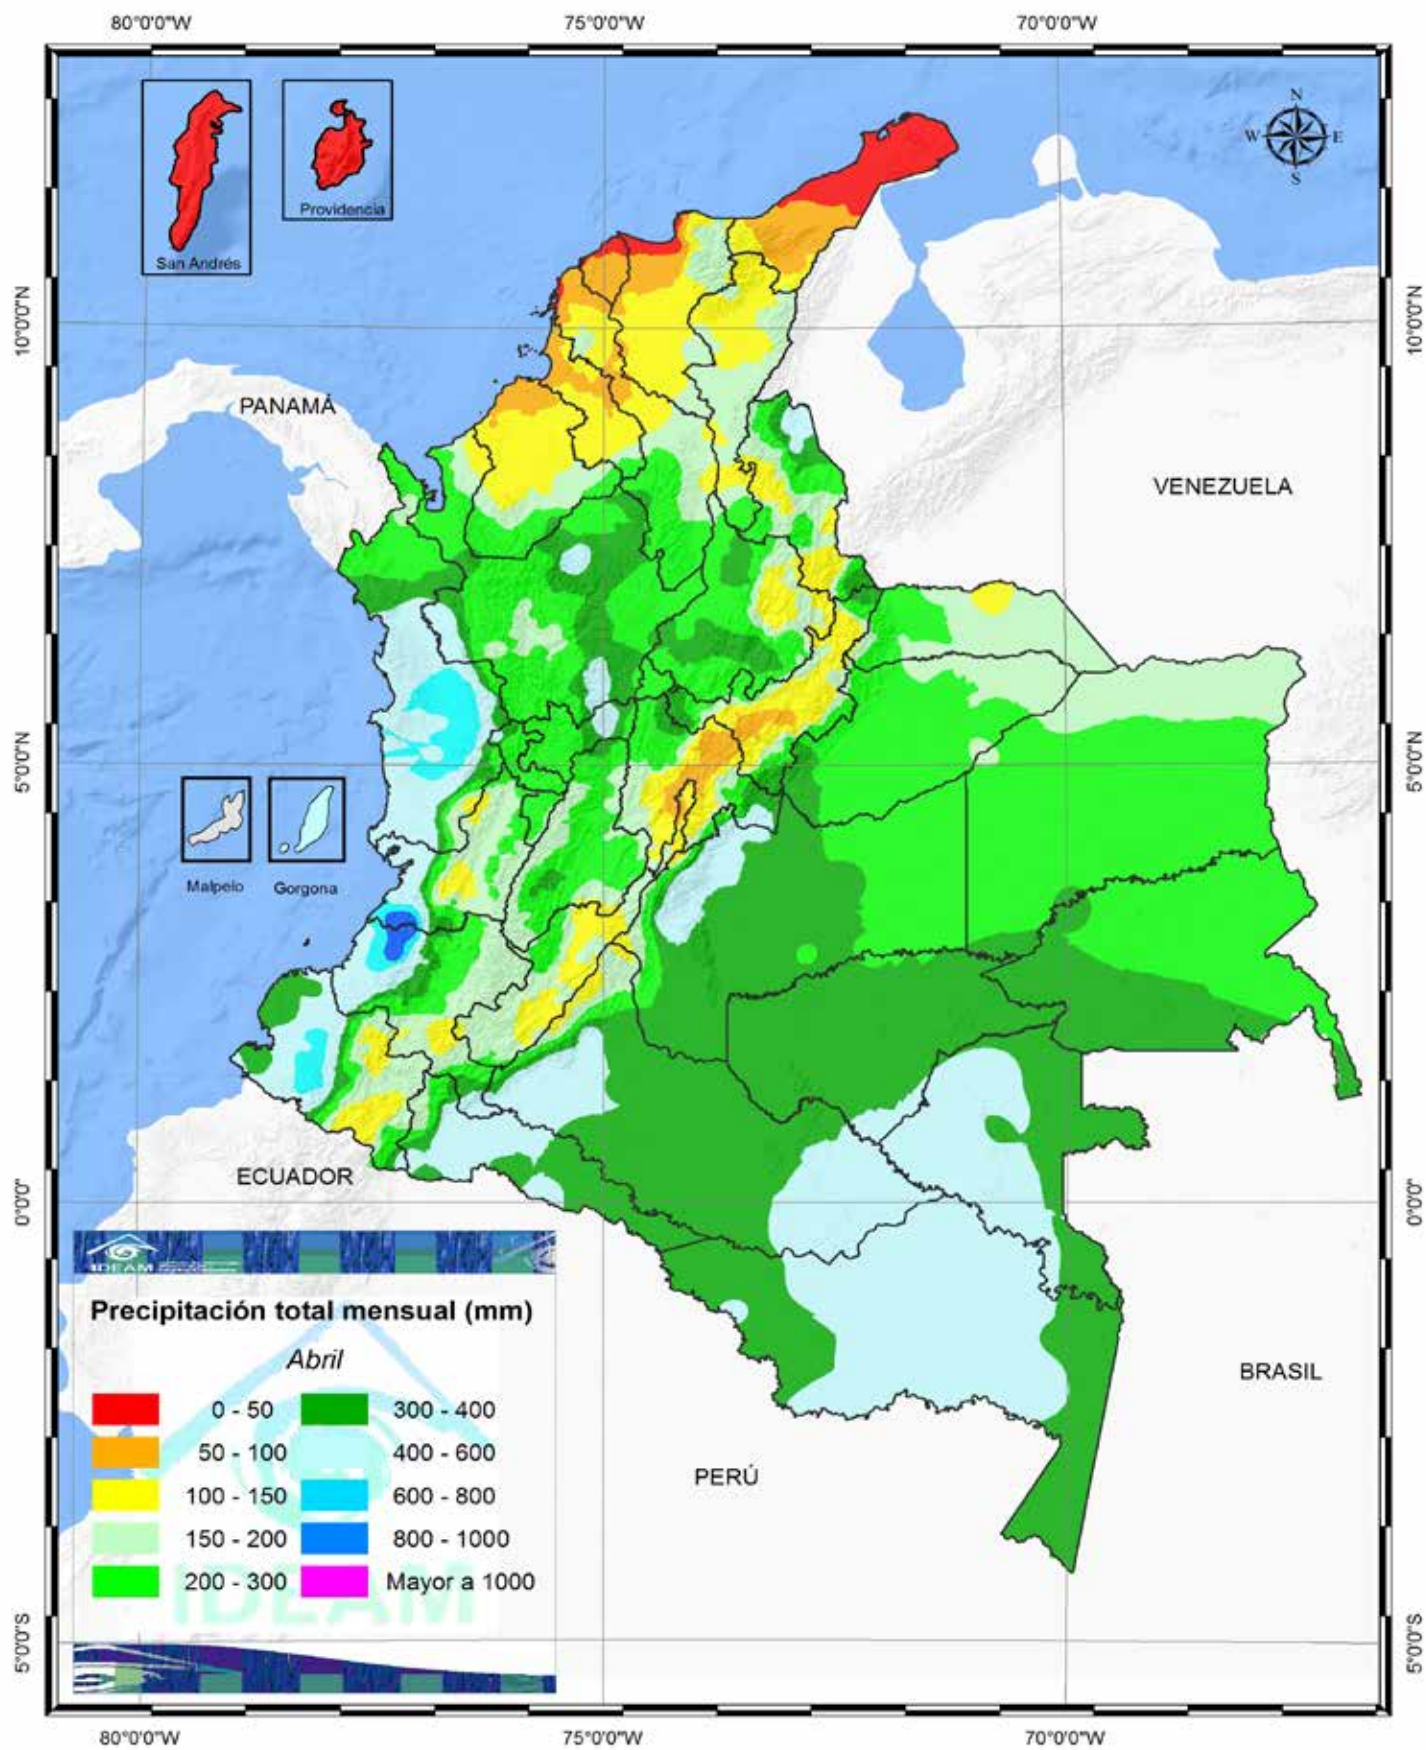 80°0'0"W 75°0'0"W 70°0'0"W
N
W E
S
San Andrés
Providencia
10°0'0"N 10°0'0"N
PANAMÁ
VENEZUELA
5°0'0"N 5°0'0"N
Malpelo Gorgona
ECUADOR
0°0'0" 0°0'0"
IDEAM
Precipitación total mensual (mm)
Abril
0 - 50 300 - 400
50 - 100 400 - 600
100 - 150 600 - 800
150 - 200 800 - 1000
200 - 300 Mayor a 1000
IDEAM
BRASIL
PERÚ
5°0'0"S 5°0'0"S
80°0'0"W 75°0'0"W 70°0'0"W